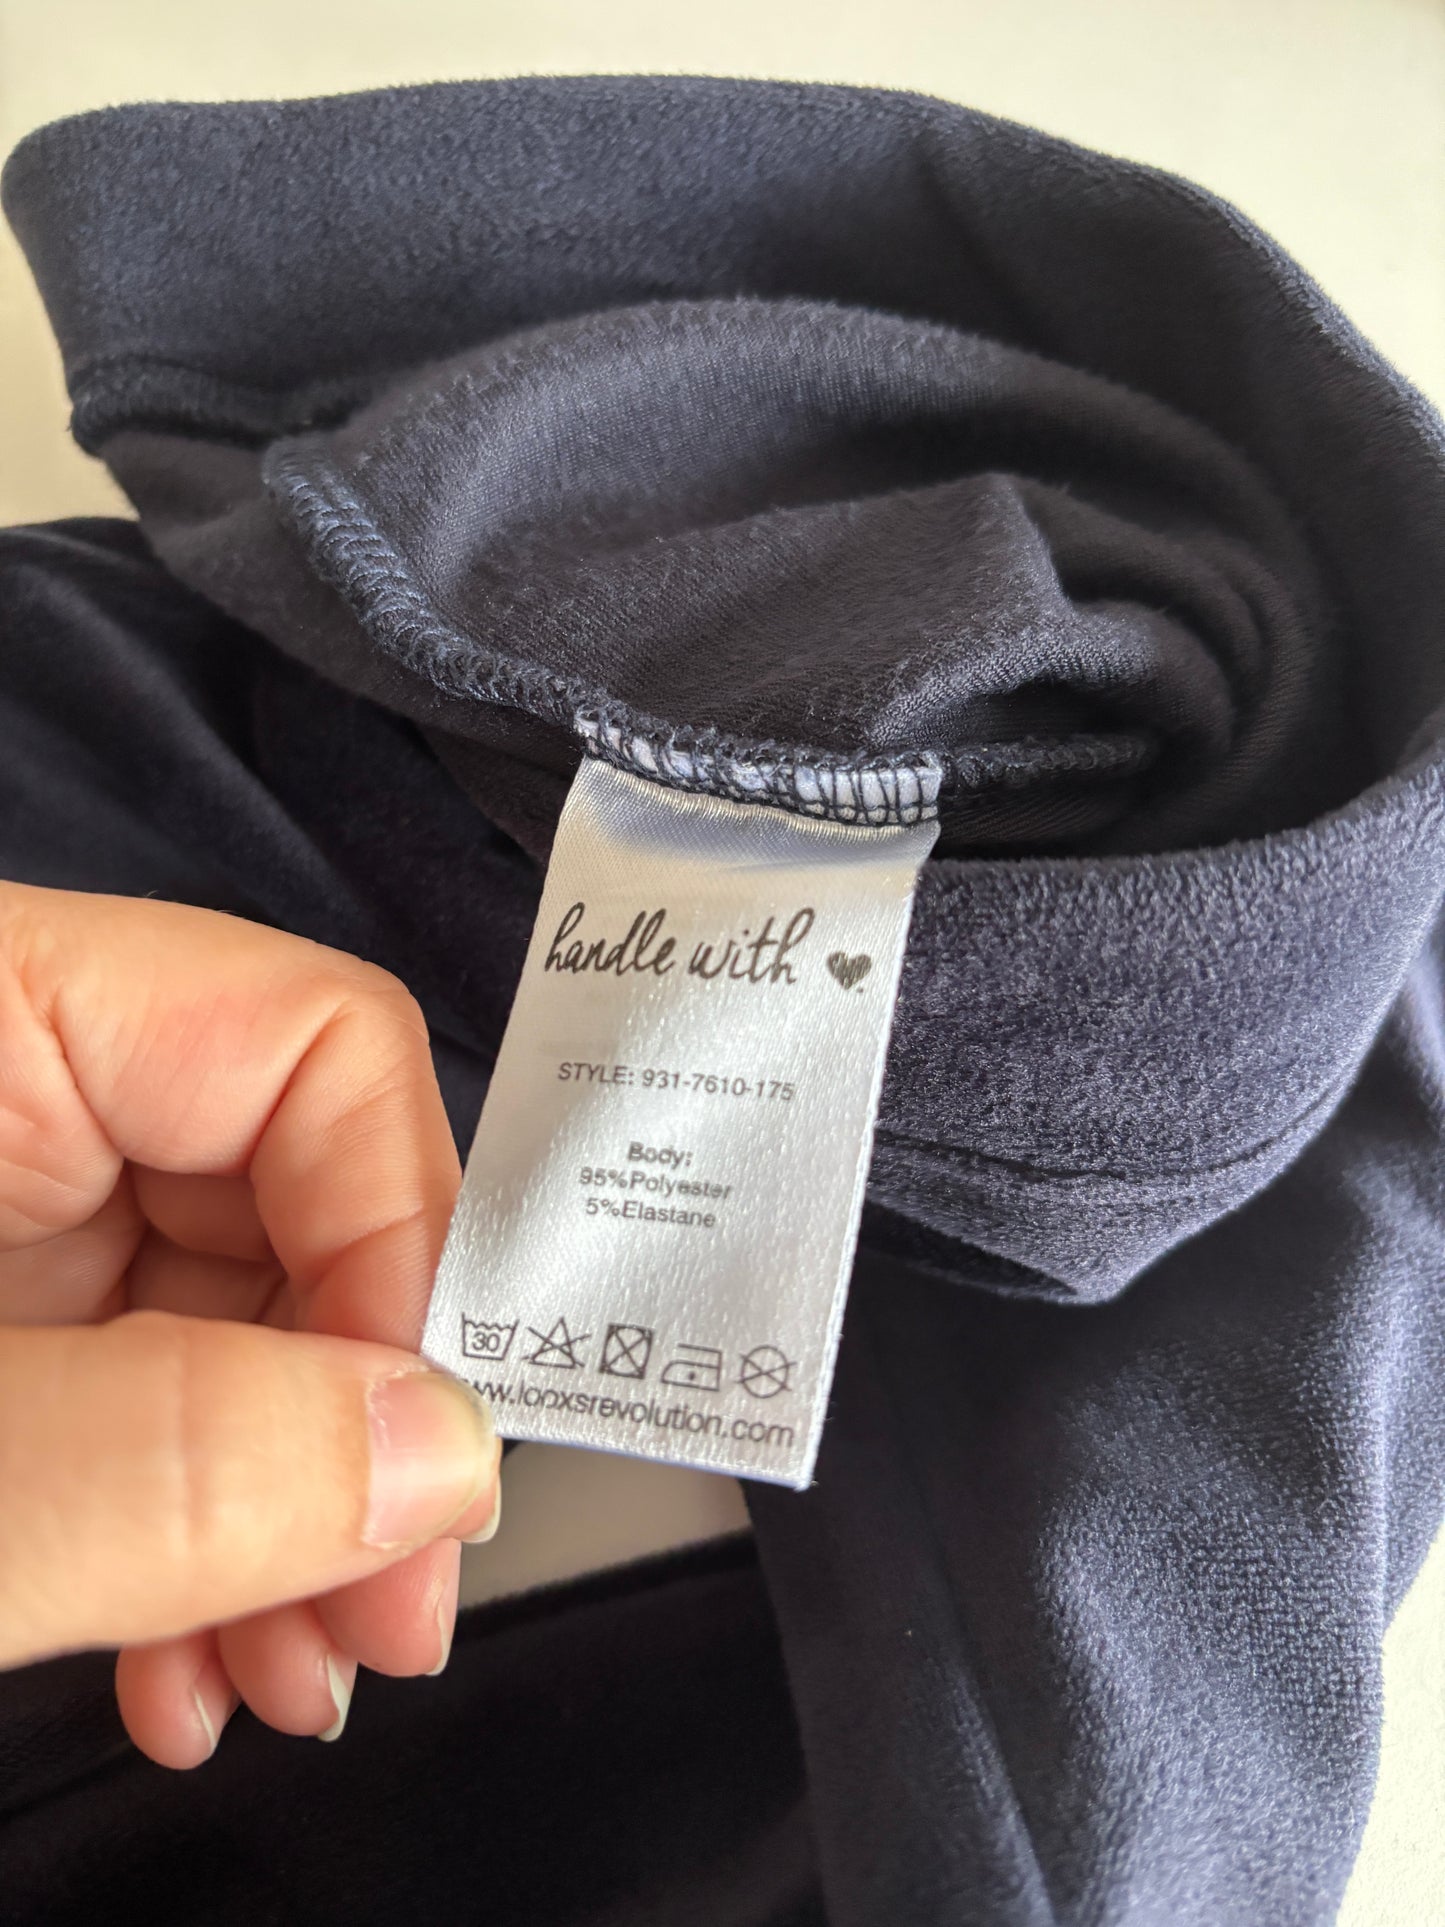 handle with
STYLE: 931-7610-175
Body:
95%Polyester
5%Elastane
30
www.looxsrevolution.com